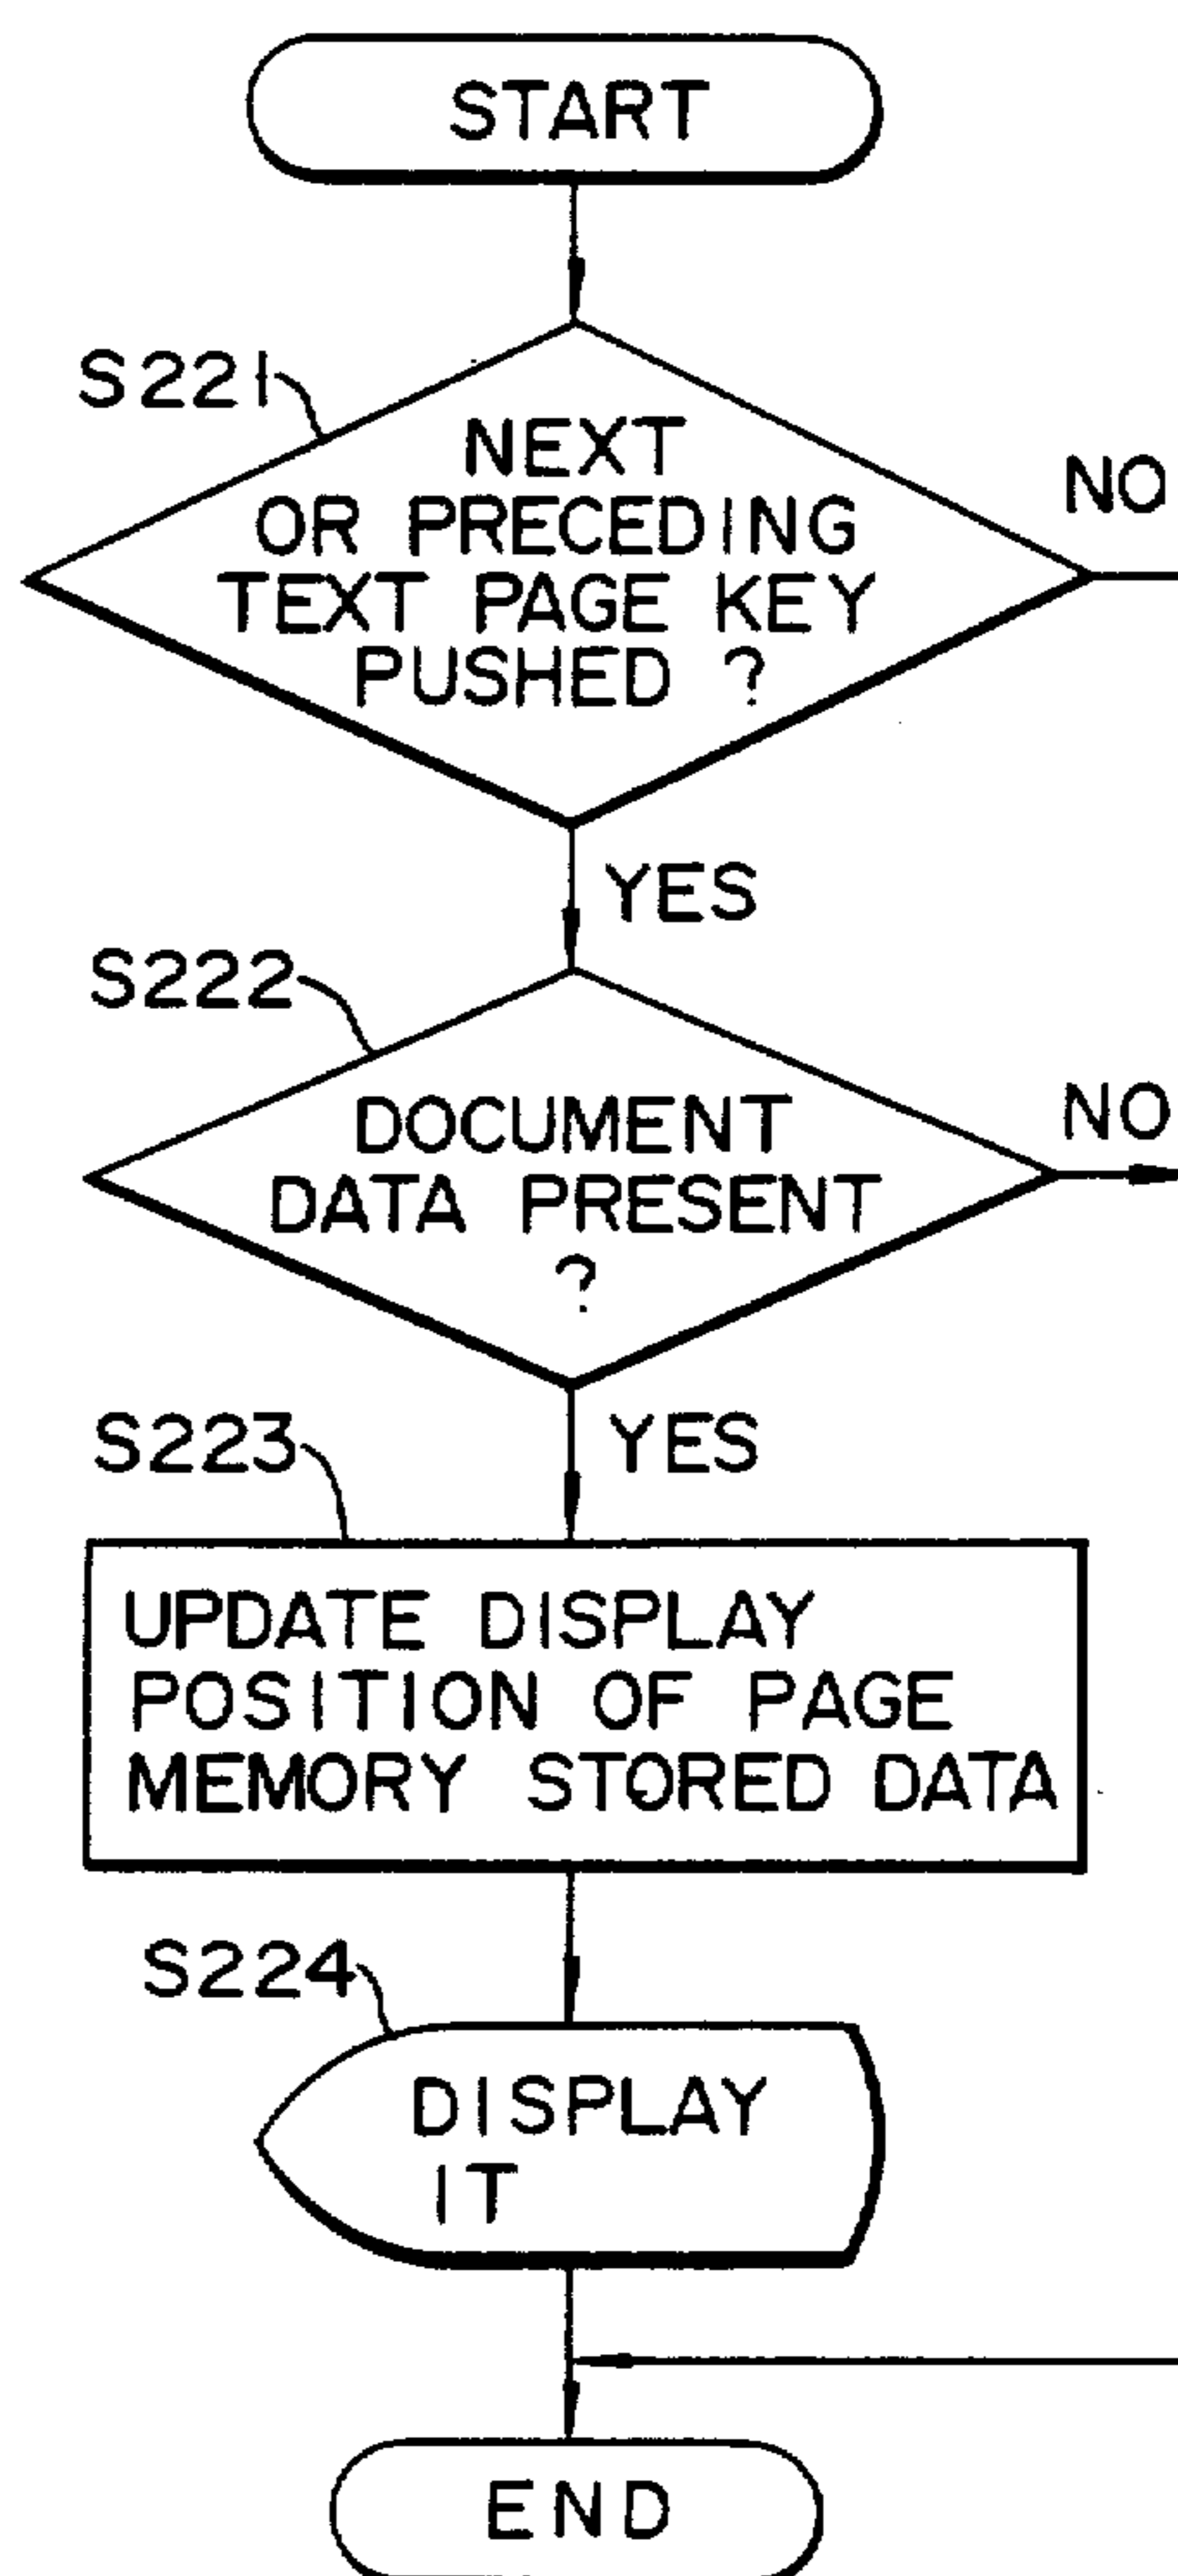 START
S221
NEXT
OR PRECEDING
TEXT PAGE KEY
PUSHED ?
NO
YES
S222
DOCUMENT
DATA PRESENT
?
NO
YES
S223
UPDATE DISPLAY
POSITION OF PAGE
MEMORY STORED DATA
S224
DISPLAY
IT
END